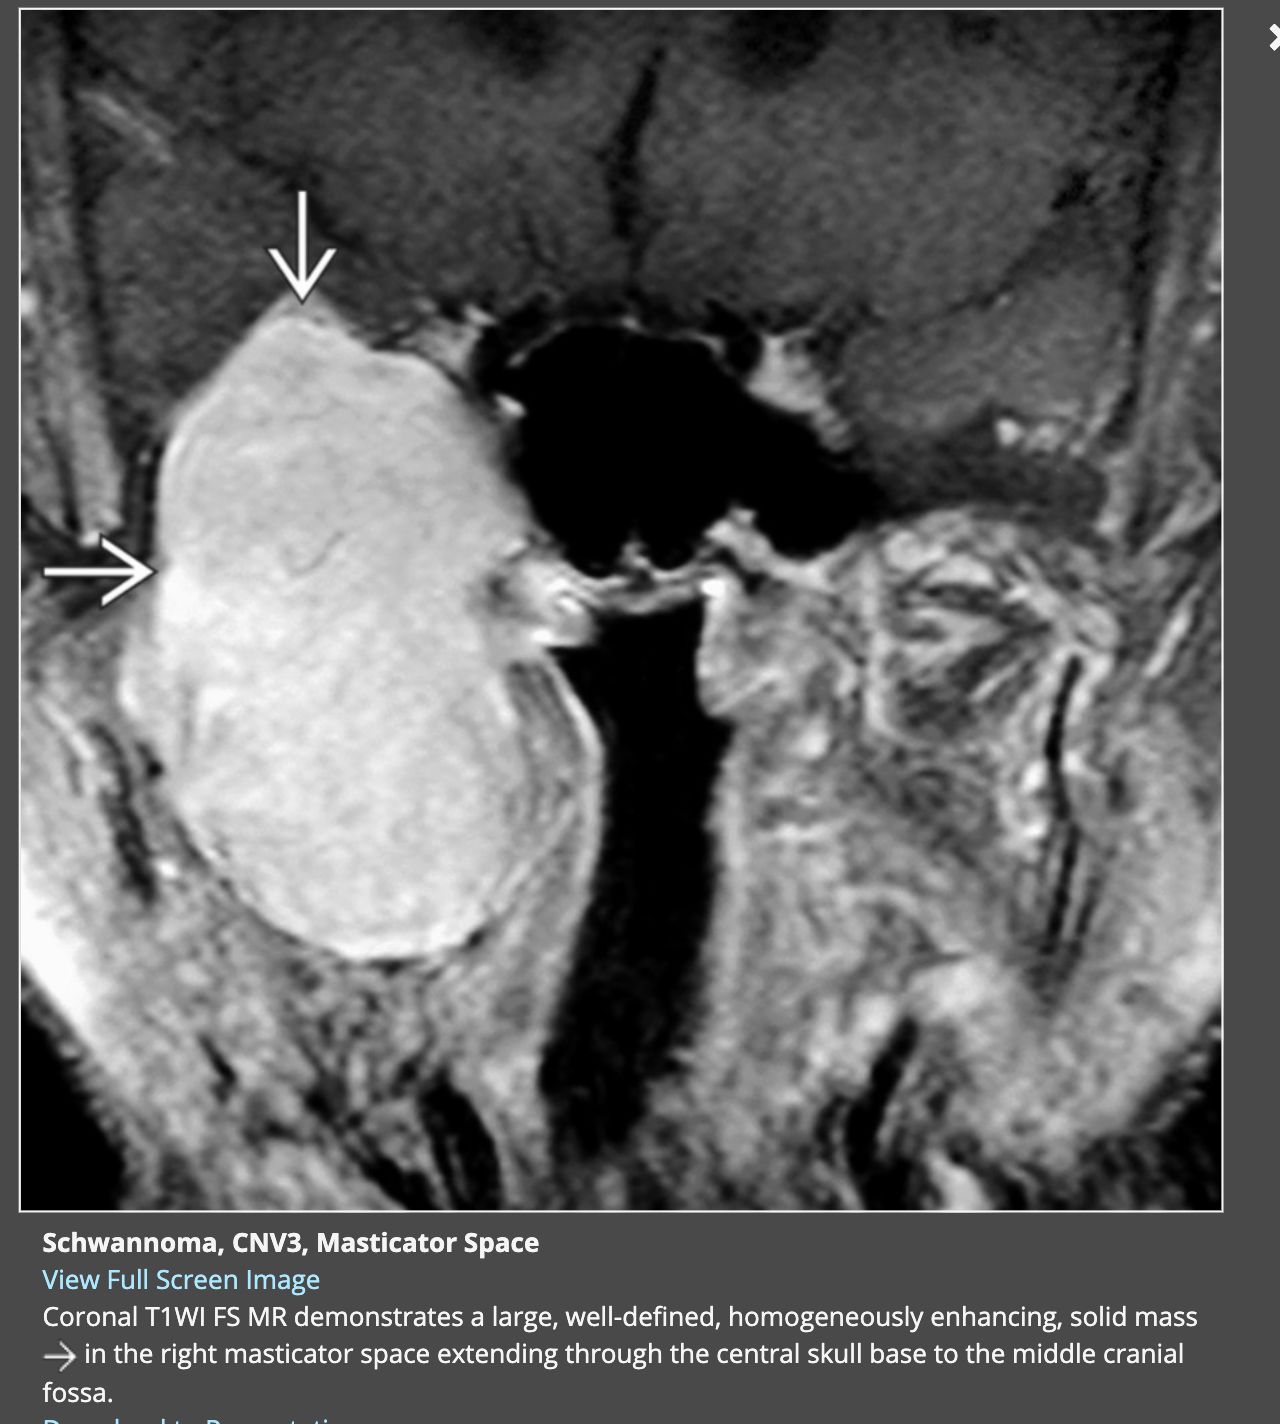 Schwannoma, CNV3, Masticator Space
View Full Screen Image
Coronal T1WI FS MR demonstrates a large, well-defined, homogeneously enhancing, solid mass
in the right masticator space extending through the central skull base to the middle cranial
fossa.